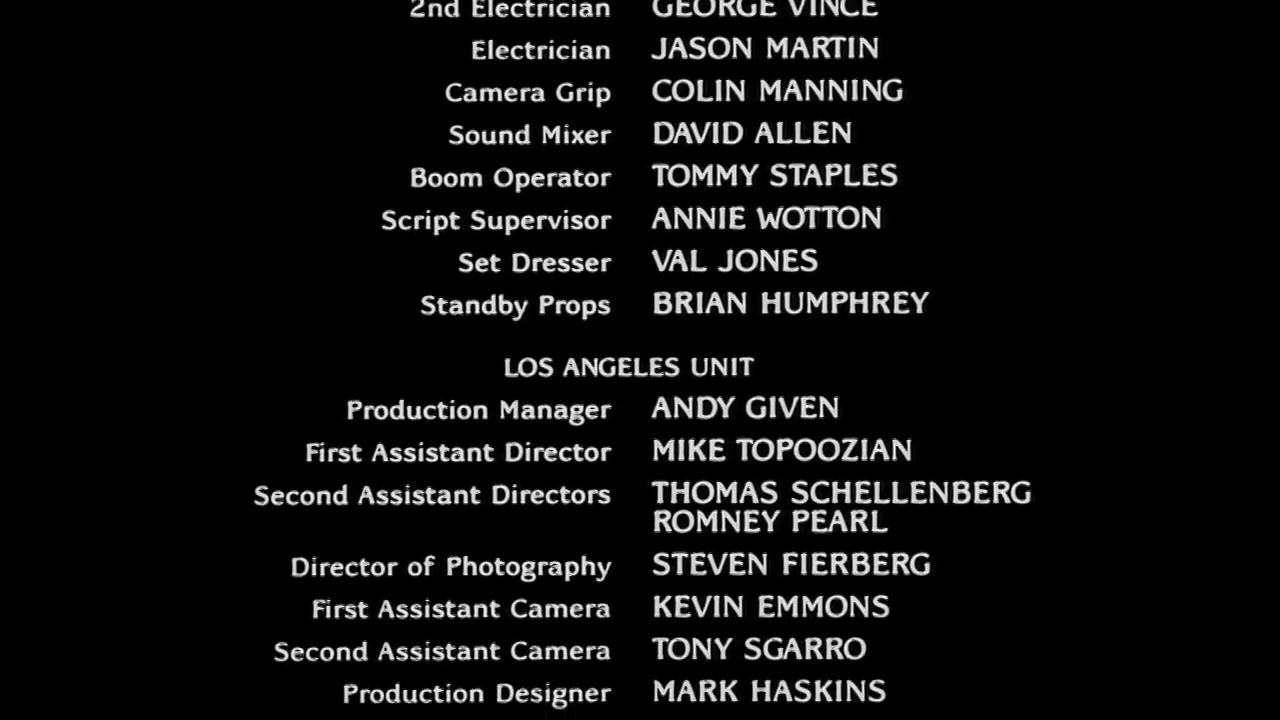 2nd Electrician GEORGE VINCE
Electrician JASON MARTIN
Camera Grip COLIN MANNING
Sound Mixer DAVID ALLEN
Boom Operator TOMMY STAPLES
Script Supervisor ANNIE WOTTON
Set Dresser VAL JONES
Standby Props BRIAN HUMPHREY
LOS ANGELES UNIT
Production Manager ANDY GIVEN
First Assistant Director MIKE TOPOOZIAN
Second Assistant Directors THOMAS SCHELLENBERG
ROMNEY PEARL
Director of Photography STEVEN FIERBERG
First Assistant Camera KEVIN EMMONS
Second Assistant Camera TONY SGARRO
Production Designer MARK HASKINS